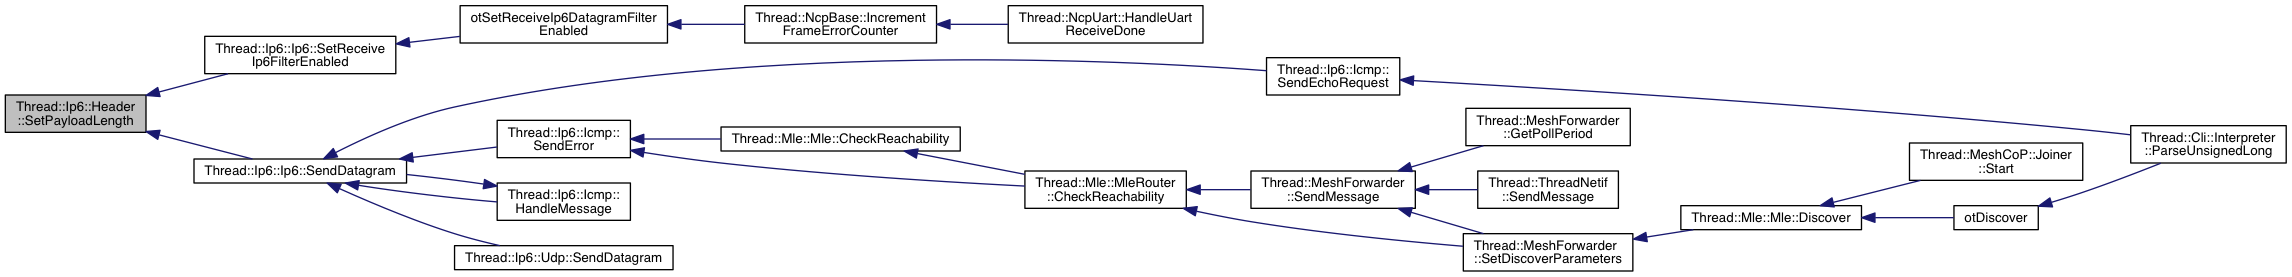 Thread::Ip6::Header
::SetPayloadLength
Thread::Ip6::Ip6::SetReceive
Ip6FilterEnabled
otSetReceiveIp6DatagramFilter
Enabled
Thread::NcpBase::Increment
FrameErrorCounter
Thread::NcpUart::HandleUart
ReceiveDone
Thread::Ip6::Ip6::SendDatagram
Thread::Ip6::Icmp::
SendEchoRequest
Thread::Cli::Interpreter
::ParseUnsignedLong
Thread::Ip6::Icmp::
SendError
Thread::Mle::Mle::CheckReachability
Thread::Mle::MleRouter
::CheckReachability
Thread::MeshForwarder
::SendMessage
Thread::MeshForwarder
::GetPollPeriod
Thread::ThreadNetif
::SendMessage
Thread::MeshForwarder
::SetDiscoverParameters
Thread::Mle::Mle::Discover
Thread::MeshCoP::Joiner
::Start
otDiscover
Thread::Ip6::Icmp::
HandleMessage
Thread::Ip6::Udp::SendDatagram